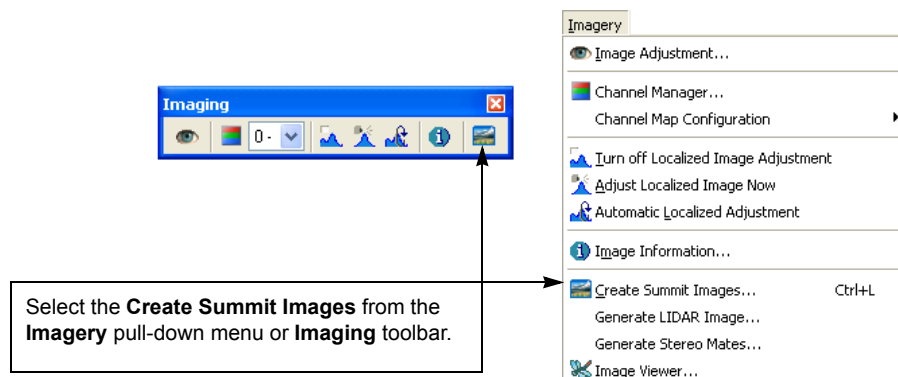 Imagery
Image Adjustment...
Channel Manager...
Channel Map Configuration
Turn off Localized Image Adjustment
Adjust Localized Image Now
Automatic Localized Adjustment
Image Information...
Create Summit Images... Ctrl+L
Generate LIDAR Image...
Generate Stereo Mates...
Image Viewer...
Imaging
0 -
Select the Create Summit Images from the
Imagery pull-down menu or Imaging toolbar.